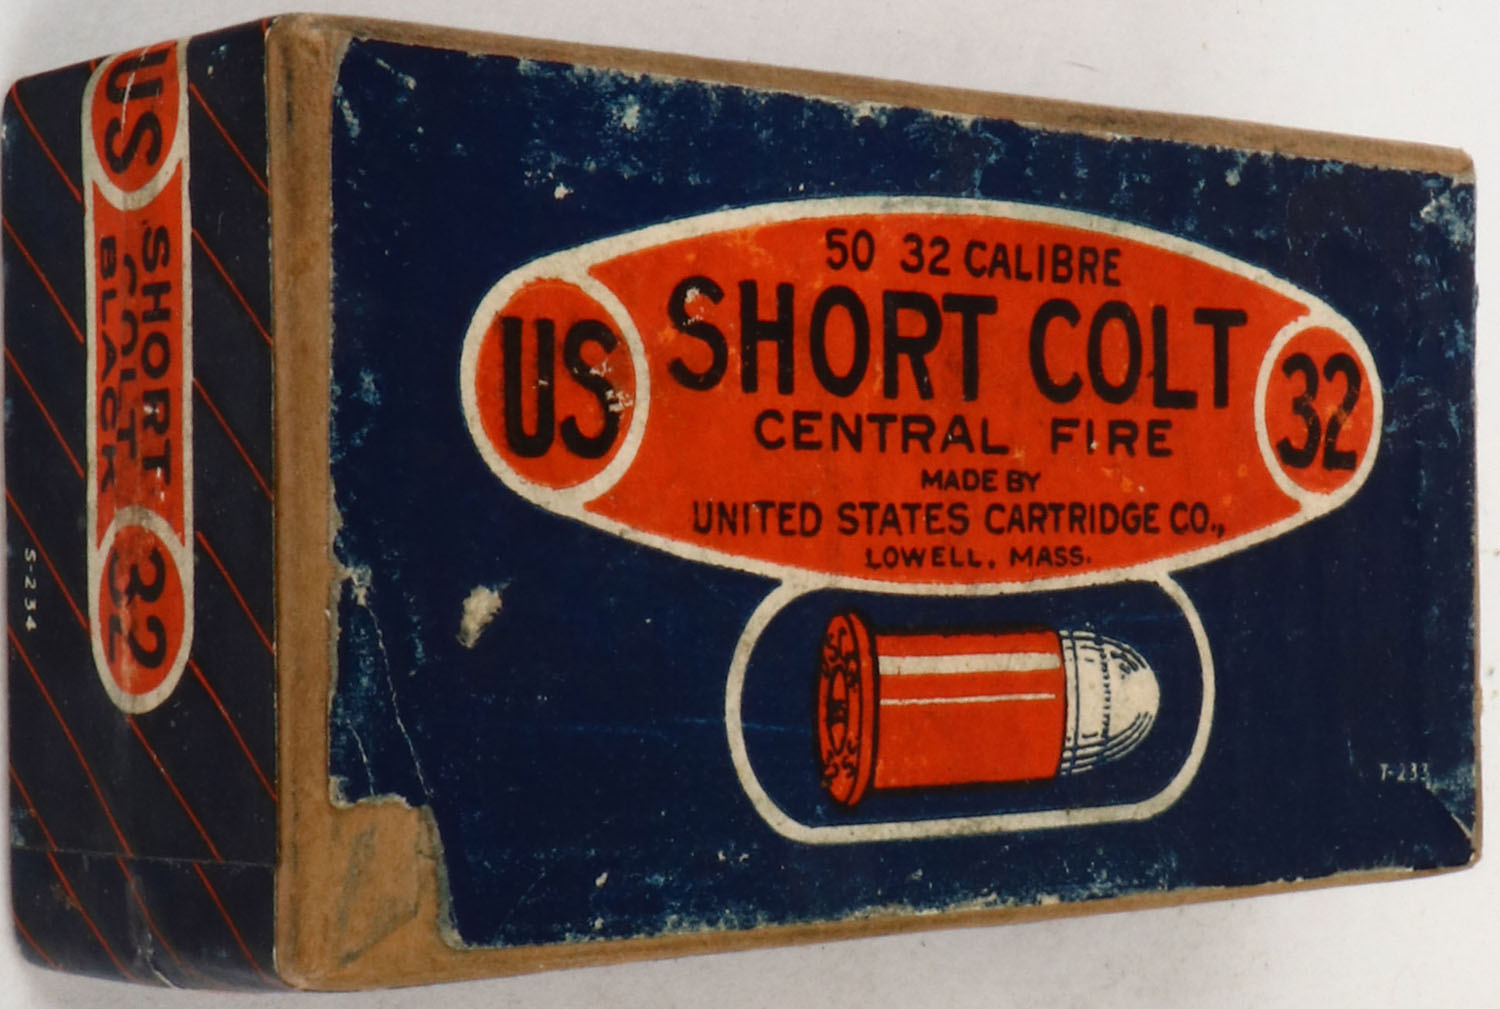 50 32 CALIBRE
US SHORT COLT 32
CENTRAL FIRE
MADE BY
UNITED STATES CARTRIDGE CO.,
LOWELL, MASS.
T-233
US
SHORT
COLT
BLACK
32
S-234